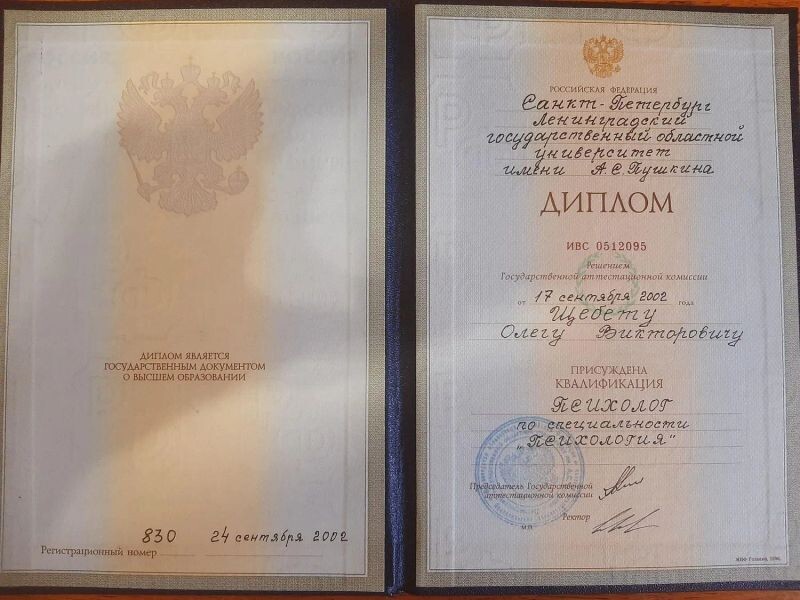 ДИПЛОМ ЯВЛЯЕТСЯ
ГОСУДАРСТВЕННЫМ ДОКУМЕНТОМ
О ВЫСШЕМ ОБРАЗОВАНИИ
Регистрационный номер 830 24 сентября 2002
РОССИЙСКАЯ ФЕДЕРАЦИЯ
Санкт-Петербург
Ленинградский
государственный областной
университет
имени А.С.Пушкина
ДИПЛОМ
ИВС 0512095
Решением
Государственной аттестационной комиссии
от 17 сентября 2002 года
Щебету
Олегу Викторовичу
ПРИСУЖДЕНА
КВАЛИФИКАЦИЯ
ПСИХОЛОГ
по специальности
„ПСИХОЛОГИЯ"
Председатель Государственной
аттестационной комиссии
Ректор
М.П.